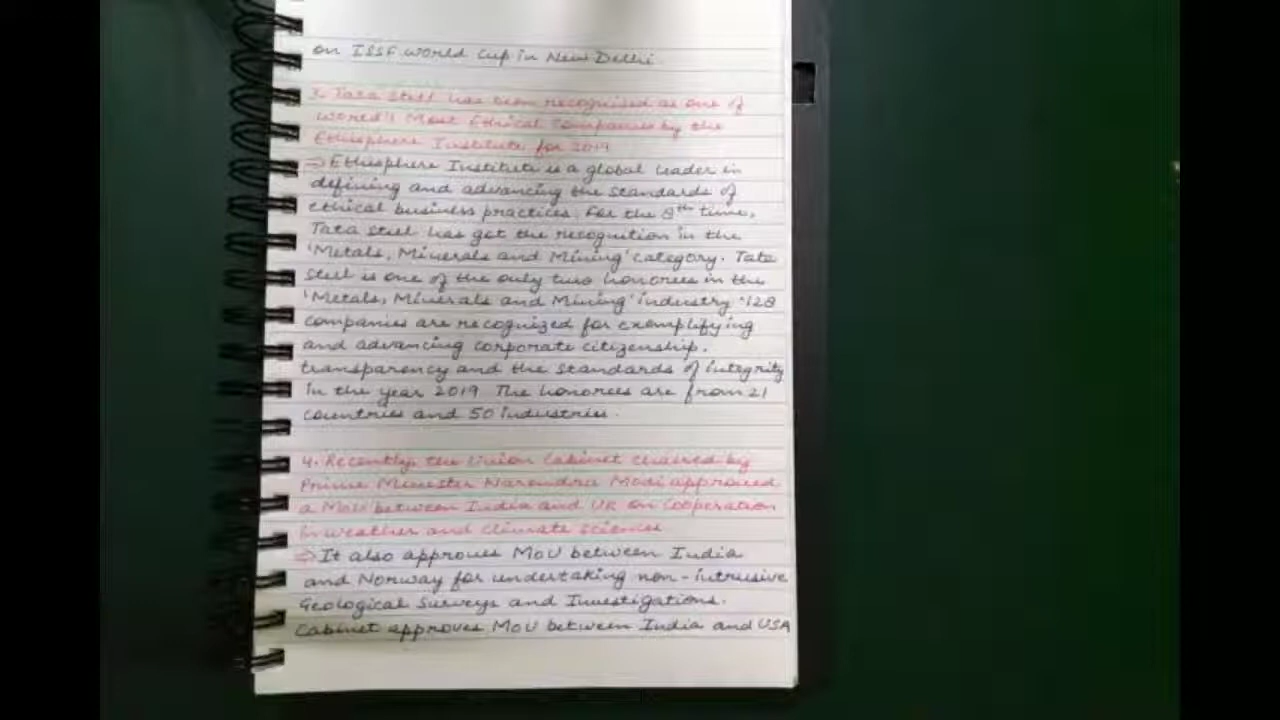 on ISSF World Cup in New Delhi.
3. Tata Steel has been recognised as one of
World's Most Ethical Companies by the
Ethisphere Institute for 2019
⇒ Ethisphere Institute is a global leader in
defining and advancing the standards of
ethical business practices. For the 8th time,
Tata Steel has got the recognition in the
'Metals, Minerals and Mining' category. Tata
Steel is one of the only two honorees in the
'Metals, Minerals and Mining' industry. 128
companies are recognized for exemplifying
and advancing corporate citizenship,
transparency and the standards of integrity
in the year 2019 The honorees are from 21
countries and 50 industries.
4. Recently, the Union Cabinet chaired by
Prime Minister Narendra Modi approved
a MoU between India and UK on Cooperation
in weather and climate science
⇒ It also approves MoU between India
and Norway for undertaking non-intrusive
Geological Surveys and Investigations.
Cabinet approves MoU between India and USA